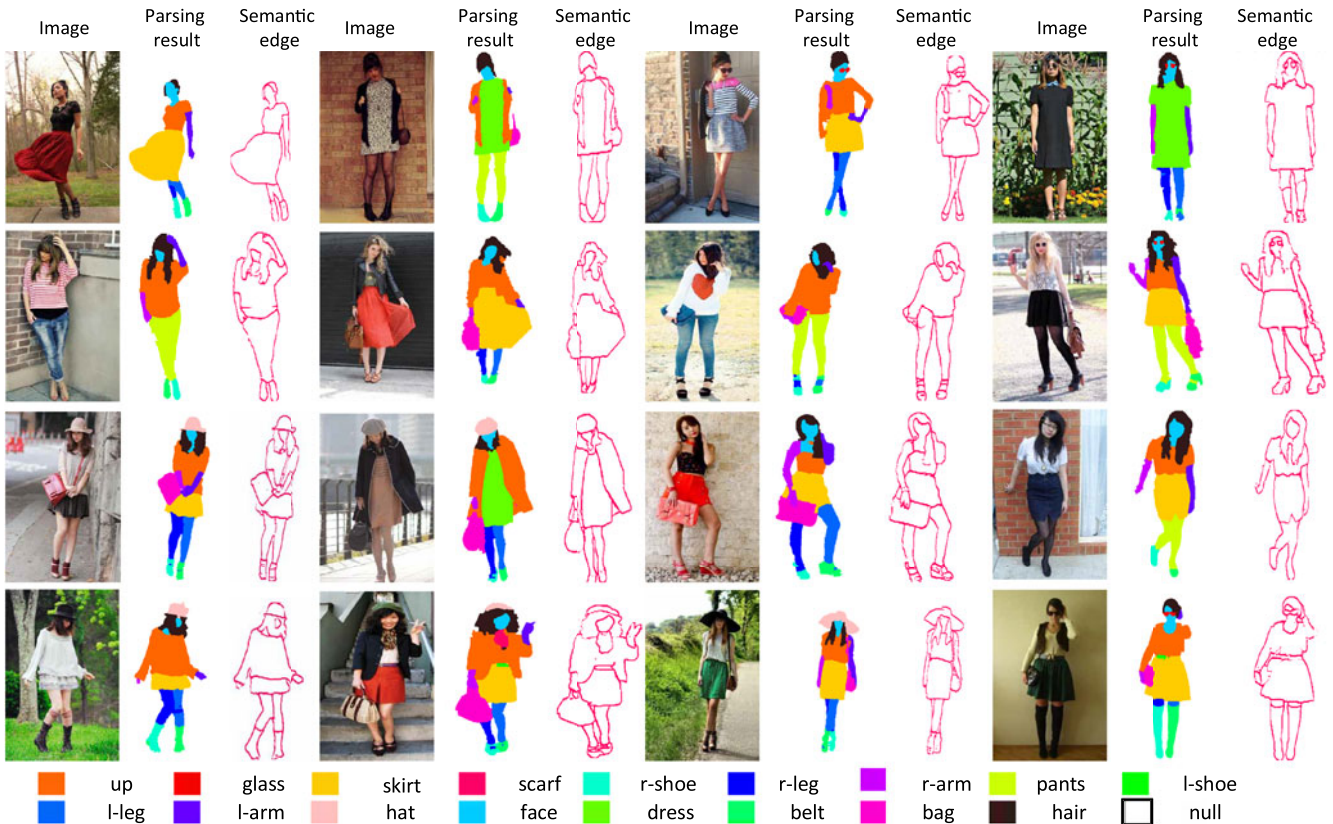 Image Parsing result Semantic edge Image Parsing result Semantic edge Image Parsing result Semantic edge Image Parsing result Semantic edge
up glass skirt scarf r-shoe r-leg r-arm pants l-shoe
l-leg l-arm hat face dress belt bag hair null